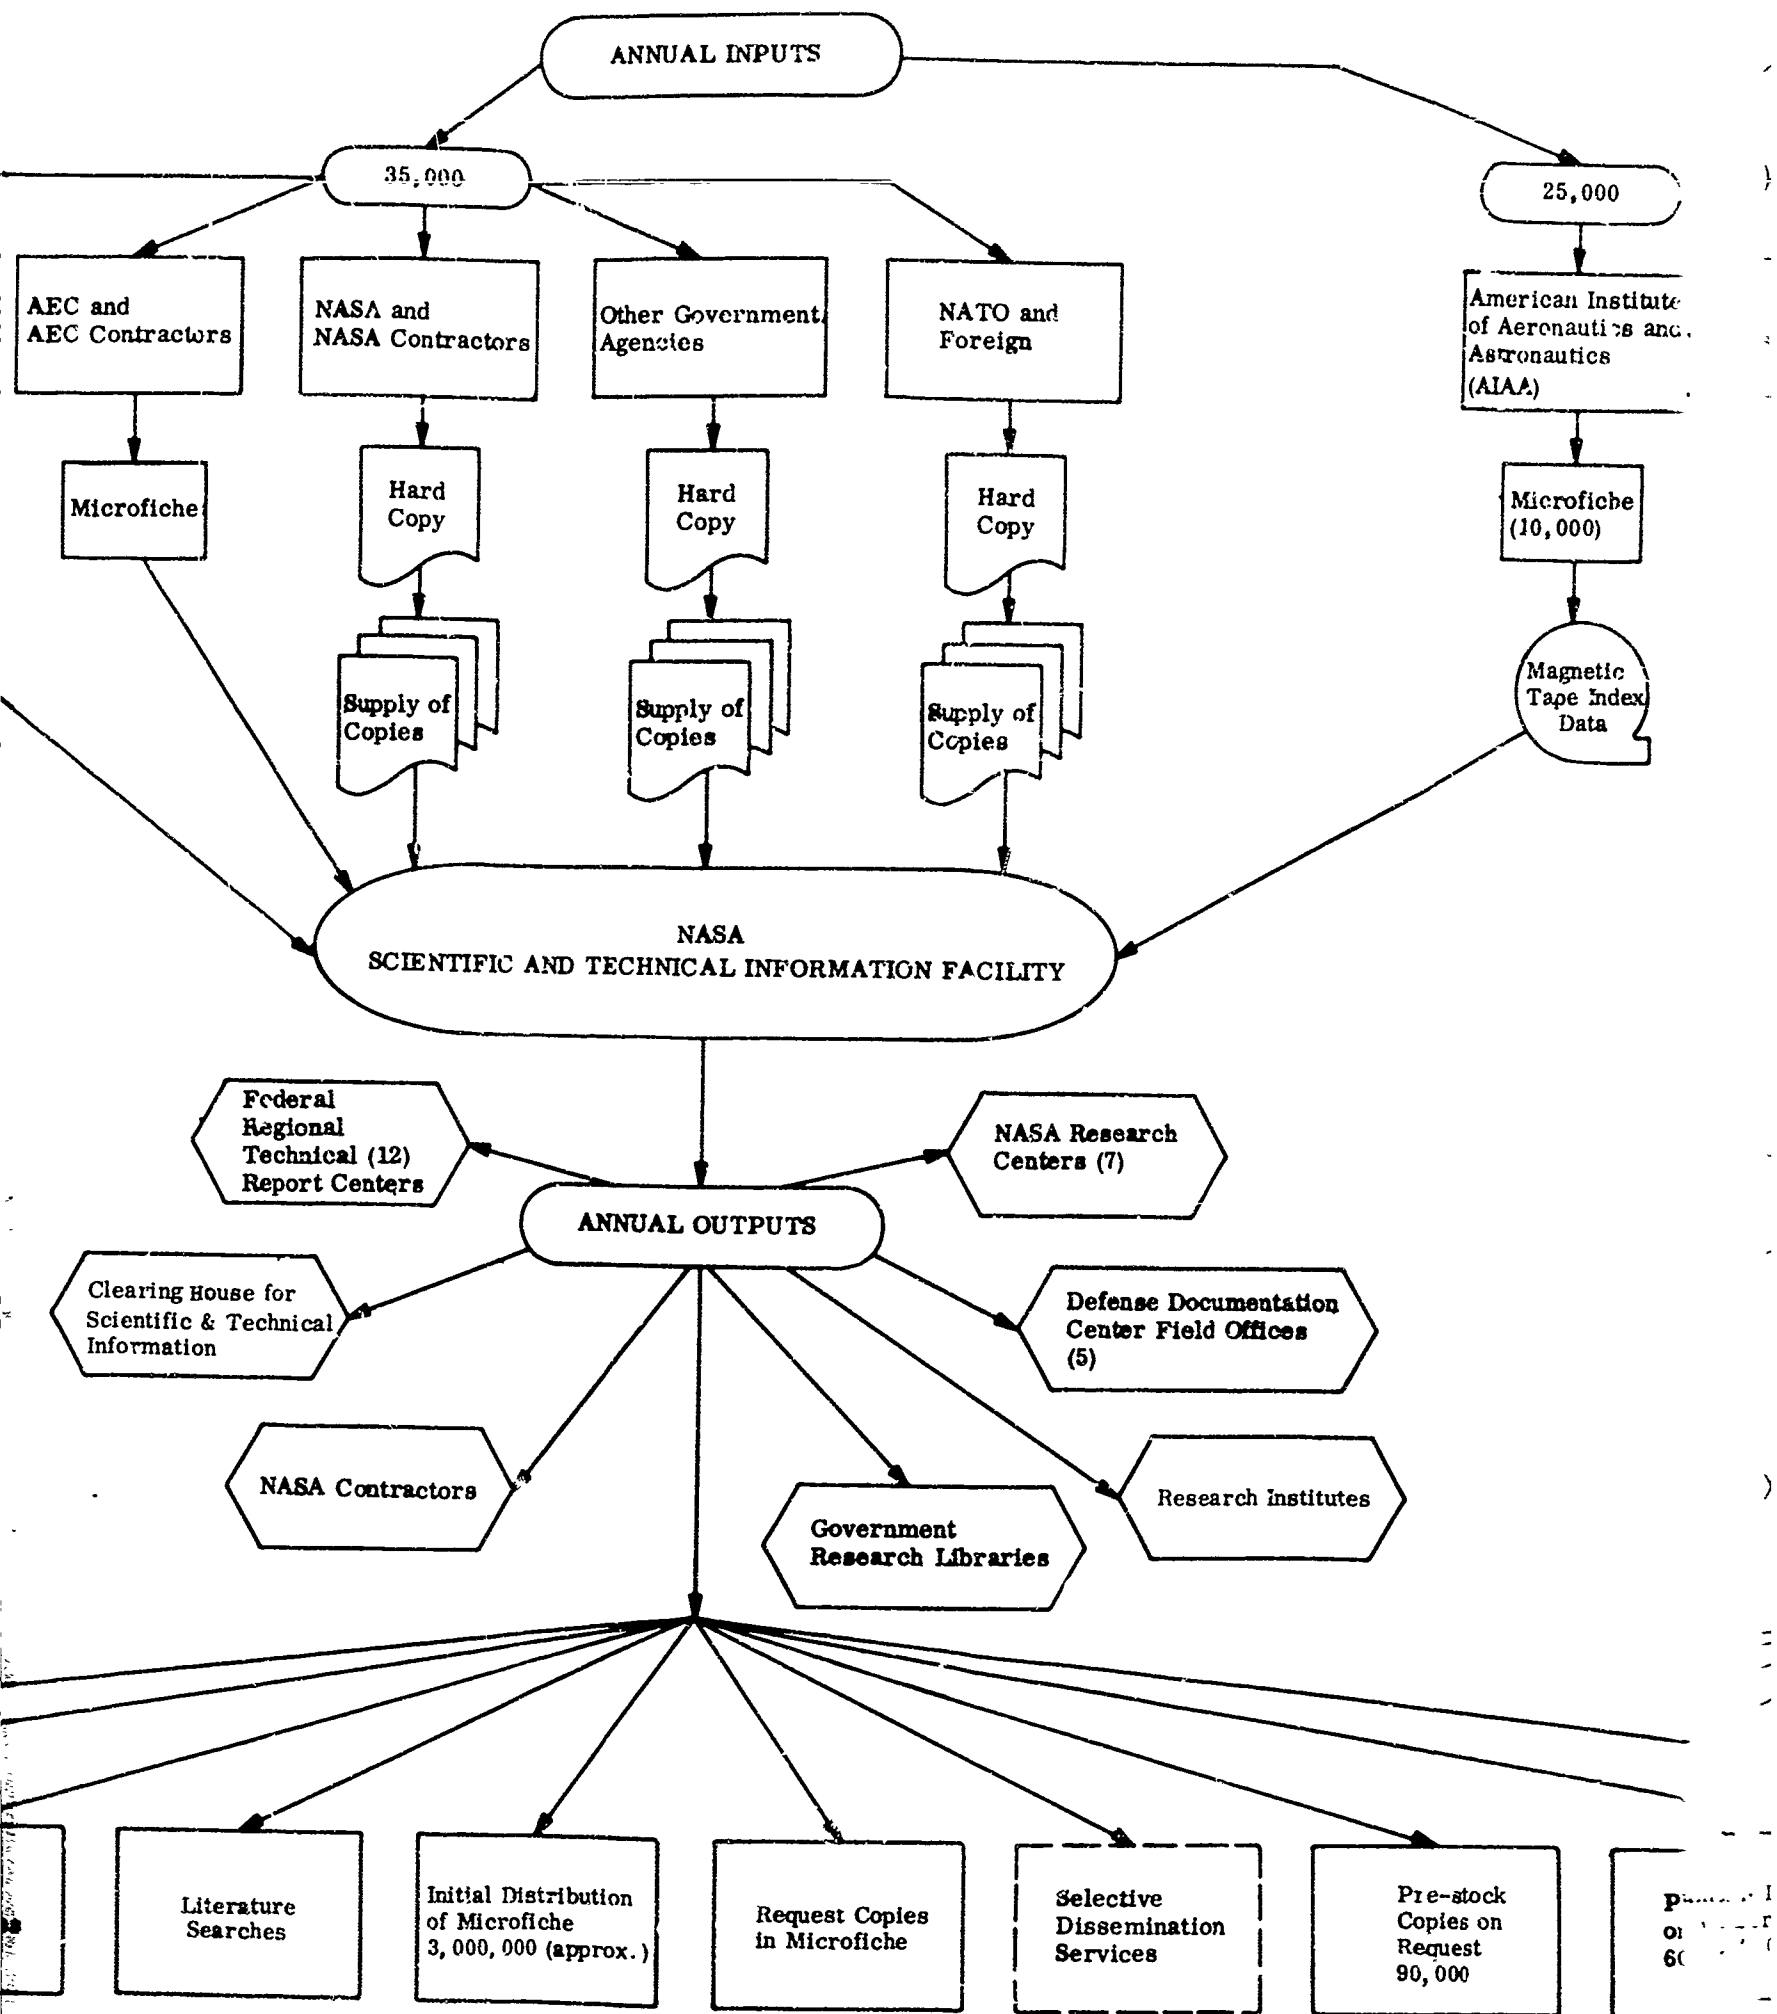 ANNUAL INPUTS
35,000
25,000
AEC and
AEC Contractors
NASA and
NASA Contractors
Other Government
Agencies
NATO and
Foreign
American Institute
of Aeronautics and
Astronautics
(AIAA)
Microfiche
Hard
Copy
Hard
Copy
Hard
Copy
Microfiche
(10,000)
Supply of
Copies
Supply of
Copies
Supply of
Copies
Magnetic
Tape Index
Data
NASA
SCIENTIFIC AND TECHNICAL INFORMATION FACILITY
Federal
Regional
Technical (12)
Report Centers
NASA Research
Centers (7)
ANNUAL OUTPUTS
Clearing House for
Scientific & Technical
Information
Defense Documentation
Center Field Offices
(5)
NASA Contractors
Government
Research Libraries
Research Institutes
Literature
Searches
Initial Distribution
of Microfiche
3,000,000 (approx.)
Request Copies
in Microfiche
Selective
Dissemination
Services
Pre-stock
Copies on
Request
90,000